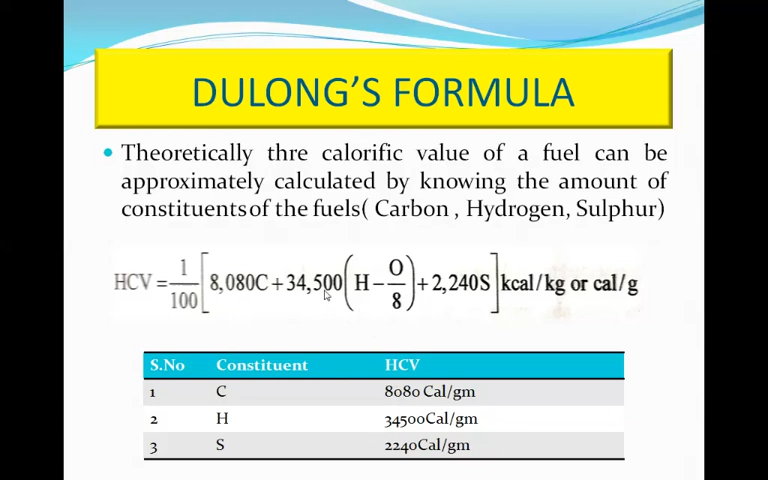 DULONG'S FORMULA
• Theoretically thre calorific value of a fuel can be
approximately calculated by knowing the amount of
constituents of the fuels( Carbon , Hydrogen, Sulphur)
HCV = 1/100 [8,080C + 34,500 (H − O/8) + 2,240S] kcal/kg or cal/g
S.No Constituent HCV
1 C 8080 Cal/gm
2 H 34500Cal/gm
3 S 2240Cal/gm